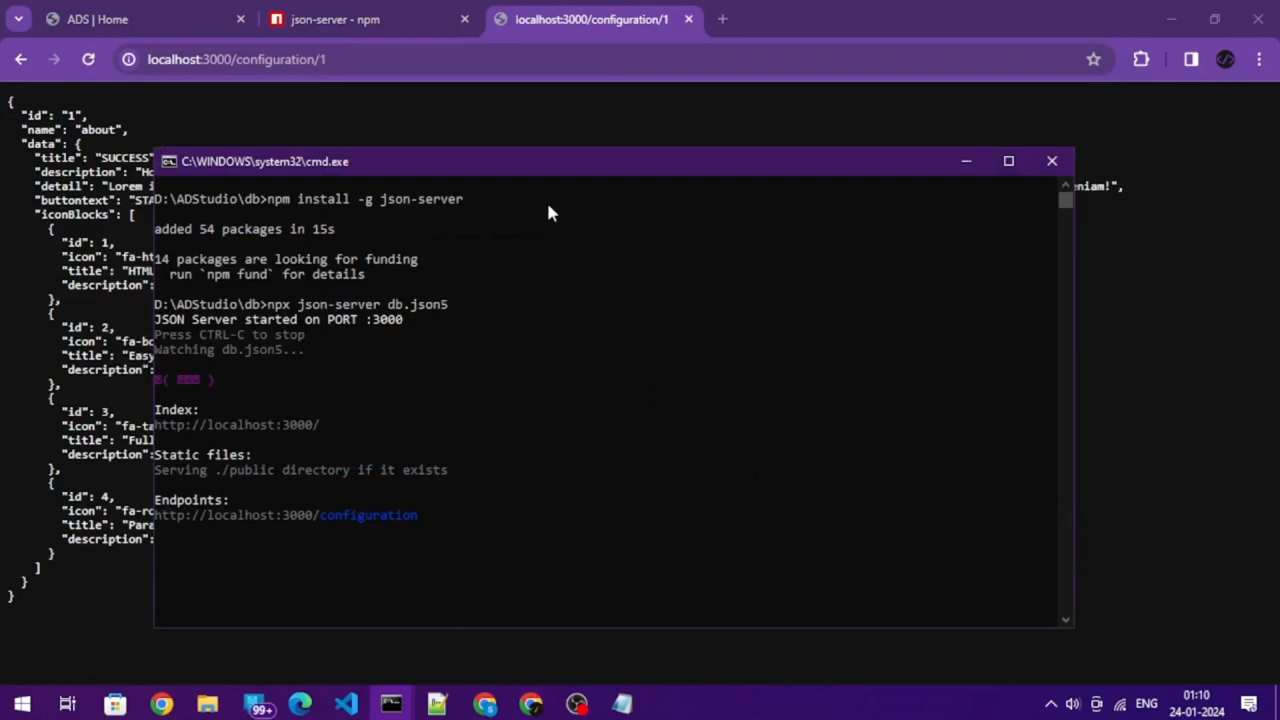 ADS | Home
json-server - npm
localhost:3000/configuration/1
localhost:3000/configuration/1
{
"id": "1",
"name": "about",
"data": {
"title": "SUCCESS"
"description": "Ho
"detail": "Lorem i
eniam!",
"buttontext": "STA
"iconBlocks": [
{
"id": 1,
"icon": "fa-ht
"title": "HTML
"description":
},
{
"id": 2,
"icon": "fa-bo
"title": "Easy
"description":
},
{
"id": 3,
"icon": "fa-ta
"title": "Full
"description":
},
{
"id": 4,
"icon": "fa-ro
"title": "Para
"description":
}
]
}
}
C:\WINDOWS\system32\cmd.exe
D:\ADStudio\db>npm install -g json-server
added 54 packages in 15s
14 packages are looking for funding
run `npm fund` for details
D:\ADStudio\db>npx json-server db.json5
JSON Server started on PORT :3000
Press CTRL-C to stop
Watching db.json5...
Index:
http://localhost:3000/
Static files:
Serving ./public directory if it exists
Endpoints:
http://localhost:3000/configuration
99+
ENG
01:10
24-01-2024